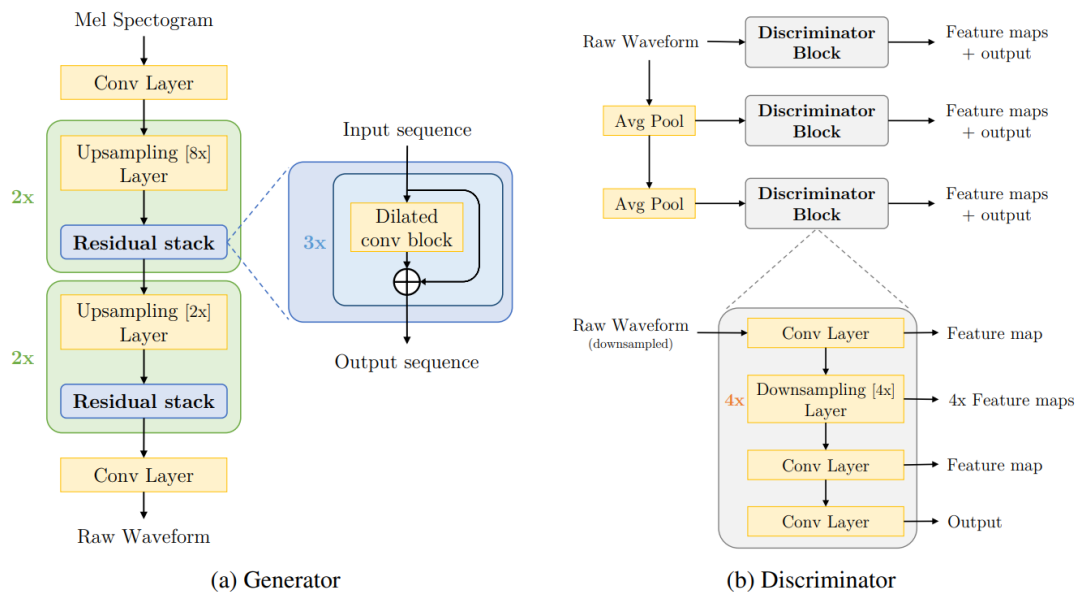 Mel Spectogram
Conv Layer
2x
Upsampling [8x]
Layer
Residual stack
2x
Upsampling [2x]
Layer
Residual stack
Conv Layer
Raw Waveform
Input sequence
3x
Dilated
conv block
Output sequence
(a) Generator
Raw Waveform
Discriminator
Block
Feature maps
+ output
Avg Pool
Discriminator
Block
Feature maps
+ output
Avg Pool
Discriminator
Block
Feature maps
+ output
Raw Waveform
(downsampled)
Conv Layer
Feature map
4x
Downsampling [4x]
Layer
4x Feature maps
Conv Layer
Feature map
Conv Layer
Output
(b) Discriminator